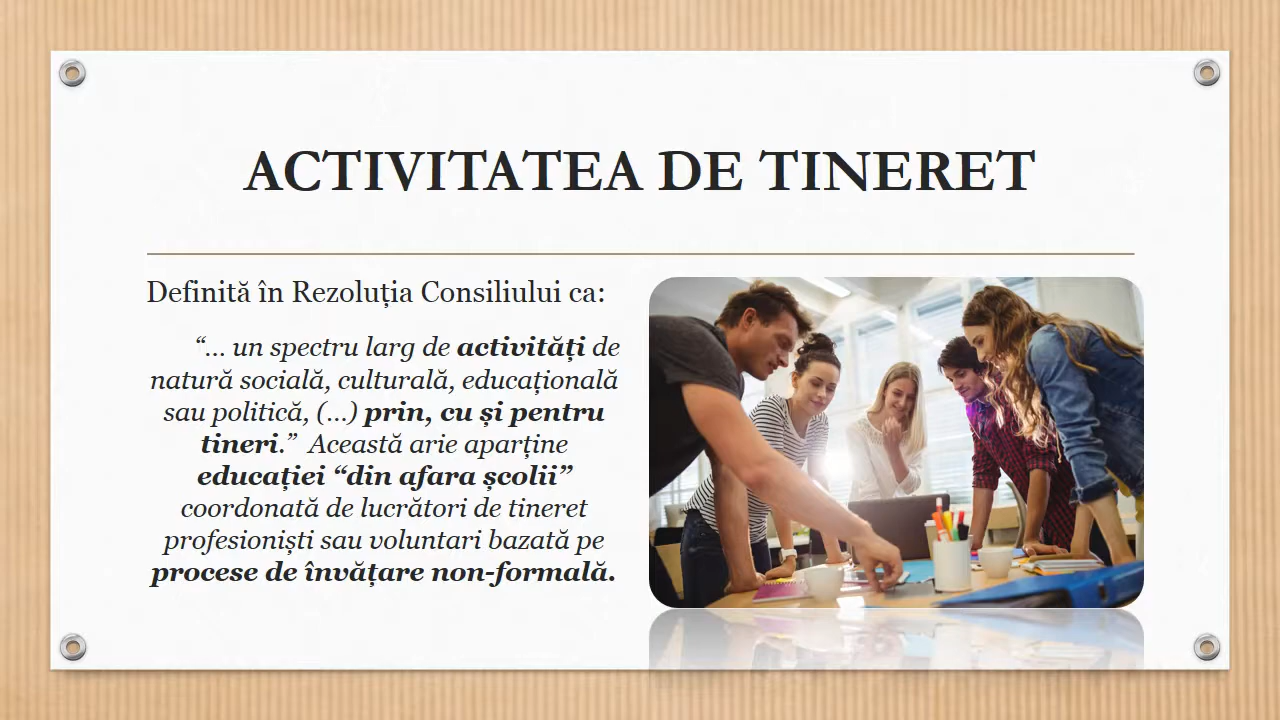 ACTIVITATEA DE TINERET
Definită în Rezoluția Consiliului ca:
“... un spectru larg de activități de
natură socială, culturală, educațională
sau politică, (...) prin, cu și pentru
tineri.” Această arie aparține
educației “din afara școlii”
coordonată de lucrători de tineret
profesioniști sau voluntari bazată pe
procese de învățare non-formală.